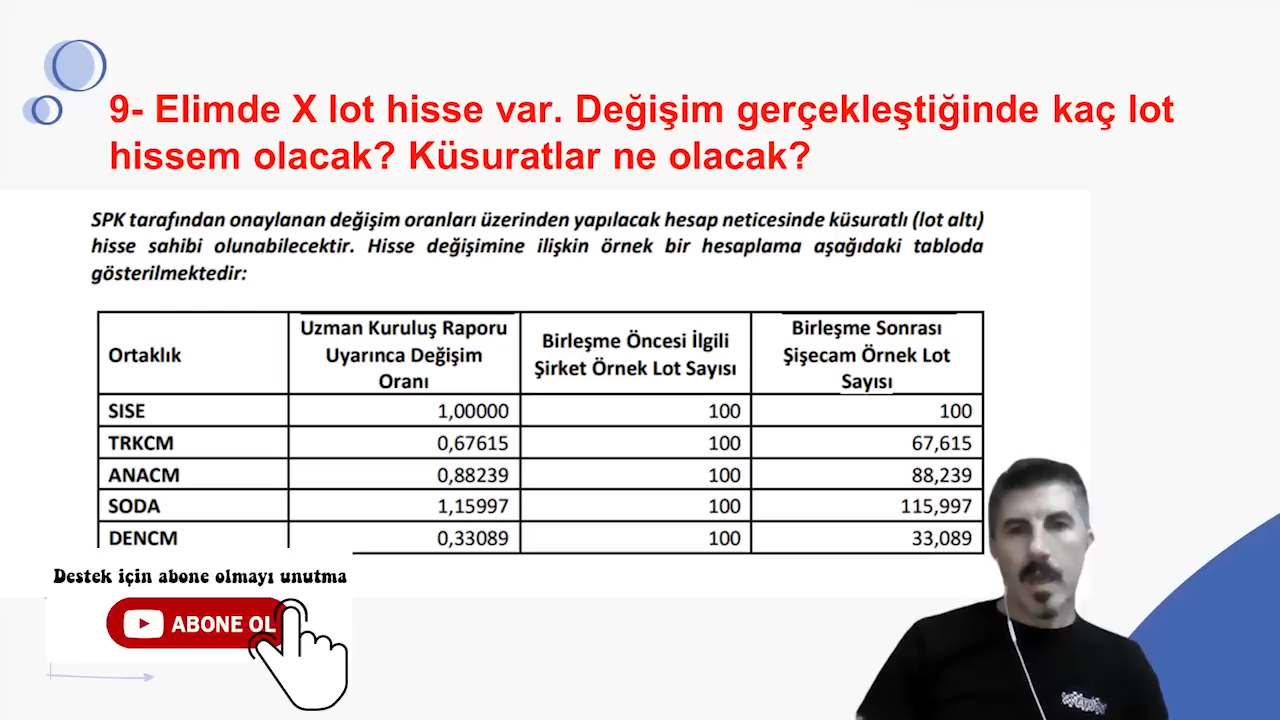 9- Elimde X lot hisse var. Değişim gerçekleştiğinde kaç lot
hissem olacak? Küsuratlar ne olacak?
SPK tarafından onaylanan değişim oranları üzerinden yapılacak hesap neticesinde küsuratlı (lot altı)
hisse sahibi olunabilecektir. Hisse değişimine ilişkin örnek bir hesaplama aşağıdaki tabloda
gösterilmektedir:
Ortaklık
Uzman Kuruluş Raporu
Uyarınca Değişim
Oranı
Birleşme Öncesi İlgili
Şirket Örnek Lot Sayısı
Birleşme Sonrası
Şişecam Örnek Lot
Sayısı
SISE 1,00000 100 100
TRKCM 0,67615 100 67,615
ANACM 0,88239 100 88,239
SODA 1,15997 100 115,997
DENCM 0,33089 100 33,089
Destek için abone olmayı unutma
ABONE OL